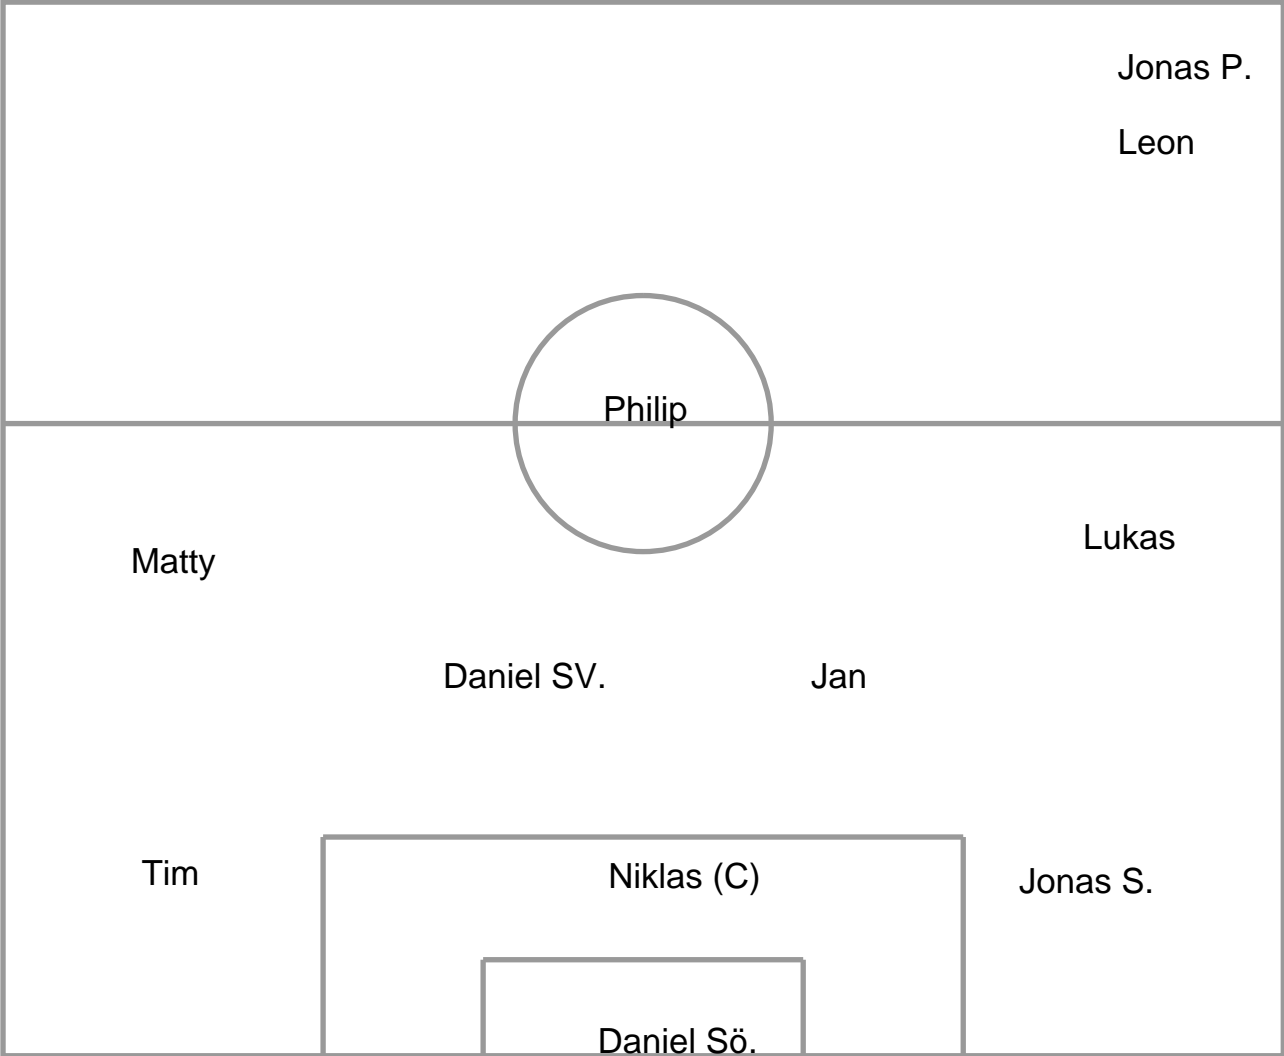 Jonas P.
Leon
Philip
Lukas
Matty
Daniel SV.
Jan
Tim
Niklas (C)
Jonas S.
Daniel Sö.